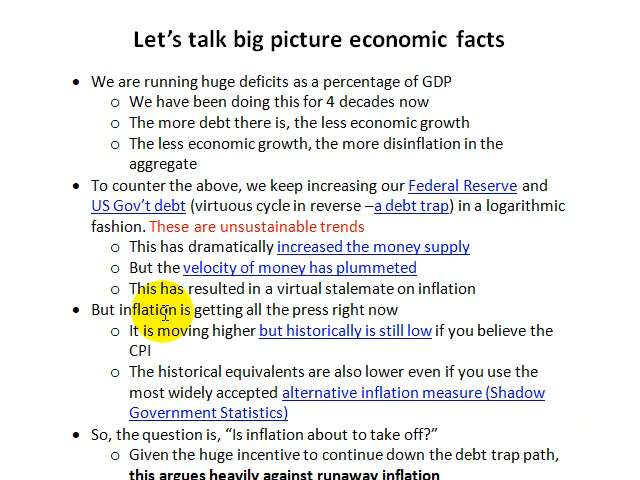 Let's talk big picture economic facts
• We are running huge deficits as a percentage of GDP
o We have been doing this for 4 decades now
o The more debt there is, the less economic growth
o The less economic growth, the more disinflation in the
aggregate
• To counter the above, we keep increasing our Federal Reserve and
US Gov't debt (virtuous cycle in reverse –a debt trap) in a logarithmic
fashion. These are unsustainable trends
o This has dramatically increased the money supply
o But the velocity of money has plummeted
o This has resulted in a virtual stalemate on inflation
• But inflation is getting all the press right now
o It is moving higher but historically is still low if you believe the
CPI
o The historical equivalents are also lower even if you use the
most widely accepted alternative inflation measure (Shadow
Government Statistics)
• So, the question is, “Is inflation about to take off?”
o Given the huge incentive to continue down the debt trap path,
this argues heavily against runaway inflation